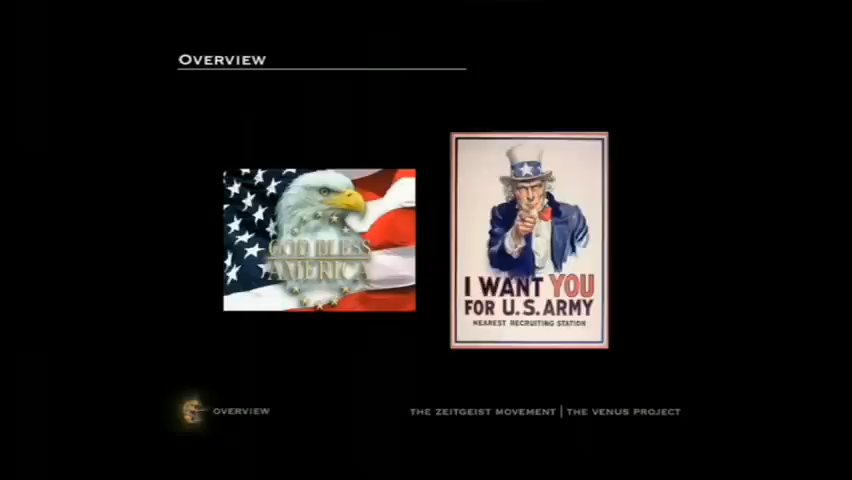 OVERVIEW
GOD BLESS
AMERICA
I WANT YOU
FOR U.S. ARMY
NEAREST RECRUITING STATION
OVERVIEW
THE ZEITGEIST MOVEMENT | THE VENUS PROJECT